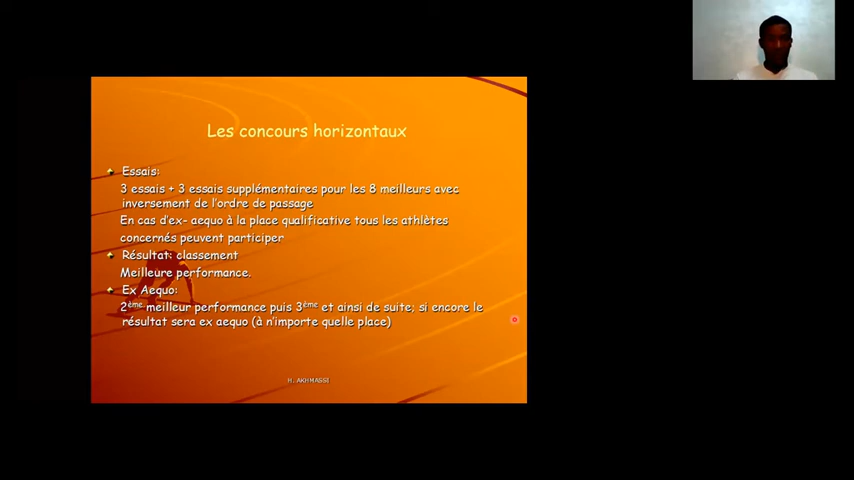 Les concours horizontaux
Essais:
3 essais + 3 essais supplémentaires pour les 8 meilleurs avec
inversement de l'ordre de passage
En cas d'ex- aequo à la place qualificative tous les athlètes
concernés peuvent participer
Résultat: classement
Meilleure performance.
Ex Aequo:
2ème meilleur performance puis 3ème et ainsi de suite; si encore le
résultat sera ex aequo (à n'importe quelle place)
H. AKHMASSI